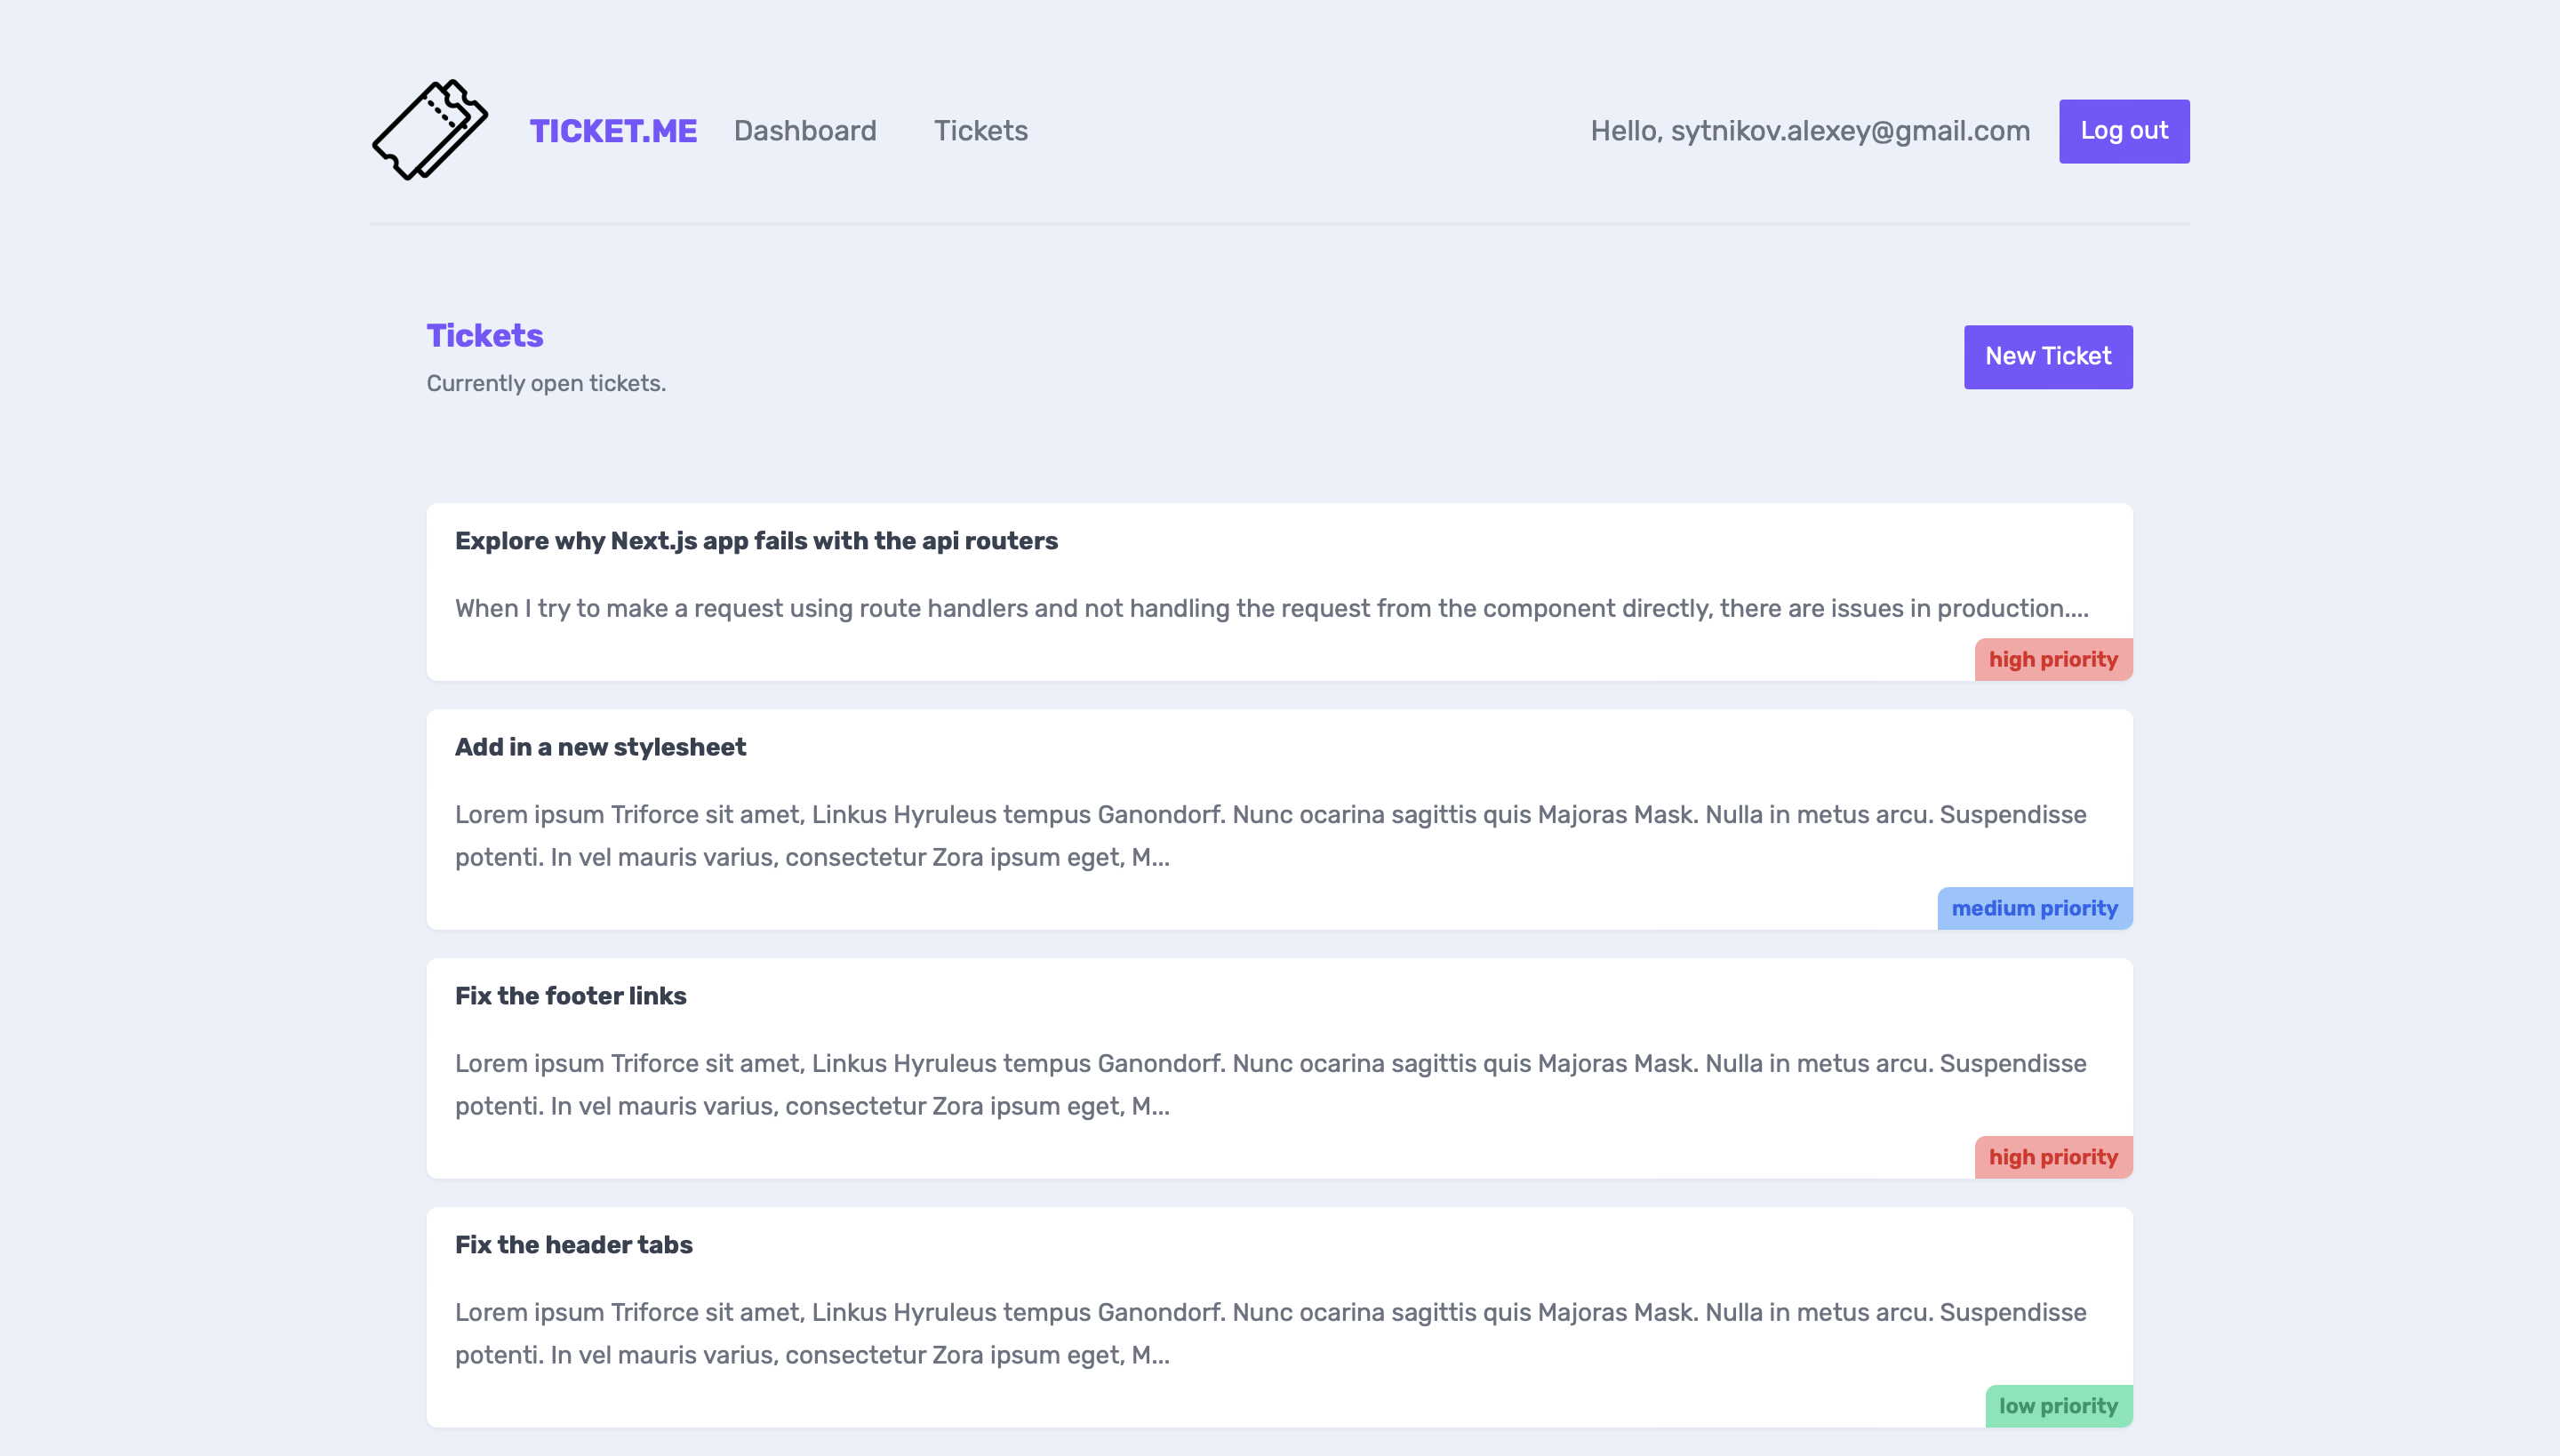 TICKET.ME Dashboard Tickets Hello, sytnikov.alexey@gmail.com Log out
Tickets
Currently open tickets.
New Ticket
Explore why Next.js app fails with the api routers
When I try to make a request using route handlers and not handling the request from the component directly, there are issues in production....
high priority
Add in a new stylesheet
Lorem ipsum Triforce sit amet, Linkus Hyruleus tempus Ganondorf. Nunc ocarina sagittis quis Majoras Mask. Nulla in metus arcu. Suspendisse
potenti. In vel mauris varius, consectetur Zora ipsum eget, M...
medium priority
Fix the footer links
Lorem ipsum Triforce sit amet, Linkus Hyruleus tempus Ganondorf. Nunc ocarina sagittis quis Majoras Mask. Nulla in metus arcu. Suspendisse
potenti. In vel mauris varius, consectetur Zora ipsum eget, M...
high priority
Fix the header tabs
Lorem ipsum Triforce sit amet, Linkus Hyruleus tempus Ganondorf. Nunc ocarina sagittis quis Majoras Mask. Nulla in metus arcu. Suspendisse
potenti. In vel mauris varius, consectetur Zora ipsum eget, M...
low priority